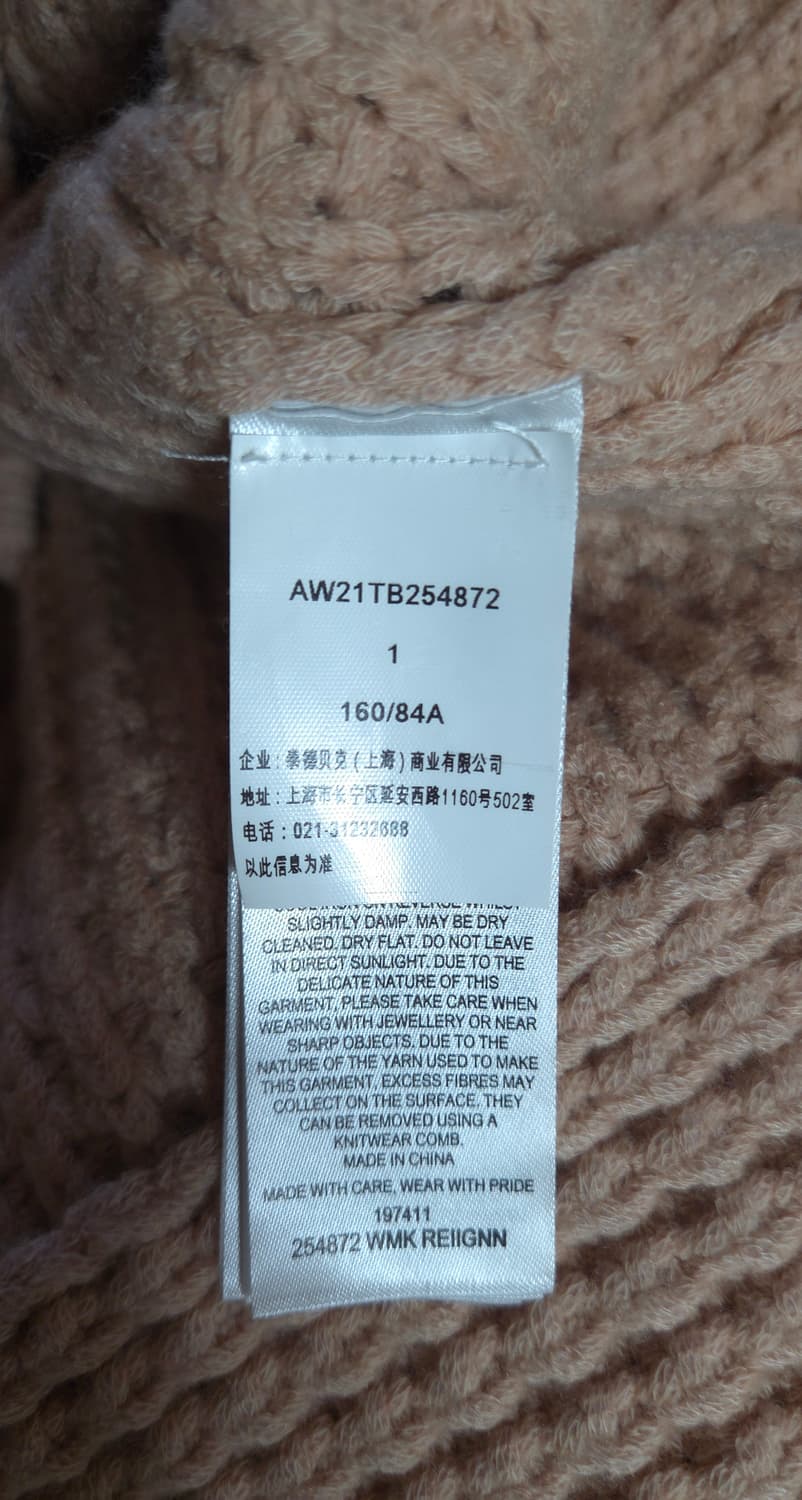 AW21TB254872
1
160/84A
企业：泰德贝克(上海)商业有限公司
地址：上海市长宁区延安西路1160号502室
电话：021-31232688
以此信息为准
REVERSE WHILST
SLIGHTLY DAMP. MAY BE DRY
CLEANED. DRY FLAT. DO NOT LEAVE
IN DIRECT SUNLIGHT. DUE TO THE
DELICATE NATURE OF THIS
GARMENT, PLEASE TAKE CARE WHEN
WEARING WITH JEWELLERY OR NEAR
SHARP OBJECTS. DUE TO THE
NATURE OF THE YARN USED TO MAKE
THIS GARMENT, EXCESS FIBRES MAY
COLLECT ON THE SURFACE. THEY
CAN BE REMOVED USING A
KNITWEAR COMB.
MADE IN CHINA
MADE WITH CARE, WEAR WITH PRIDE
197411
254872 WMK REIIGNN